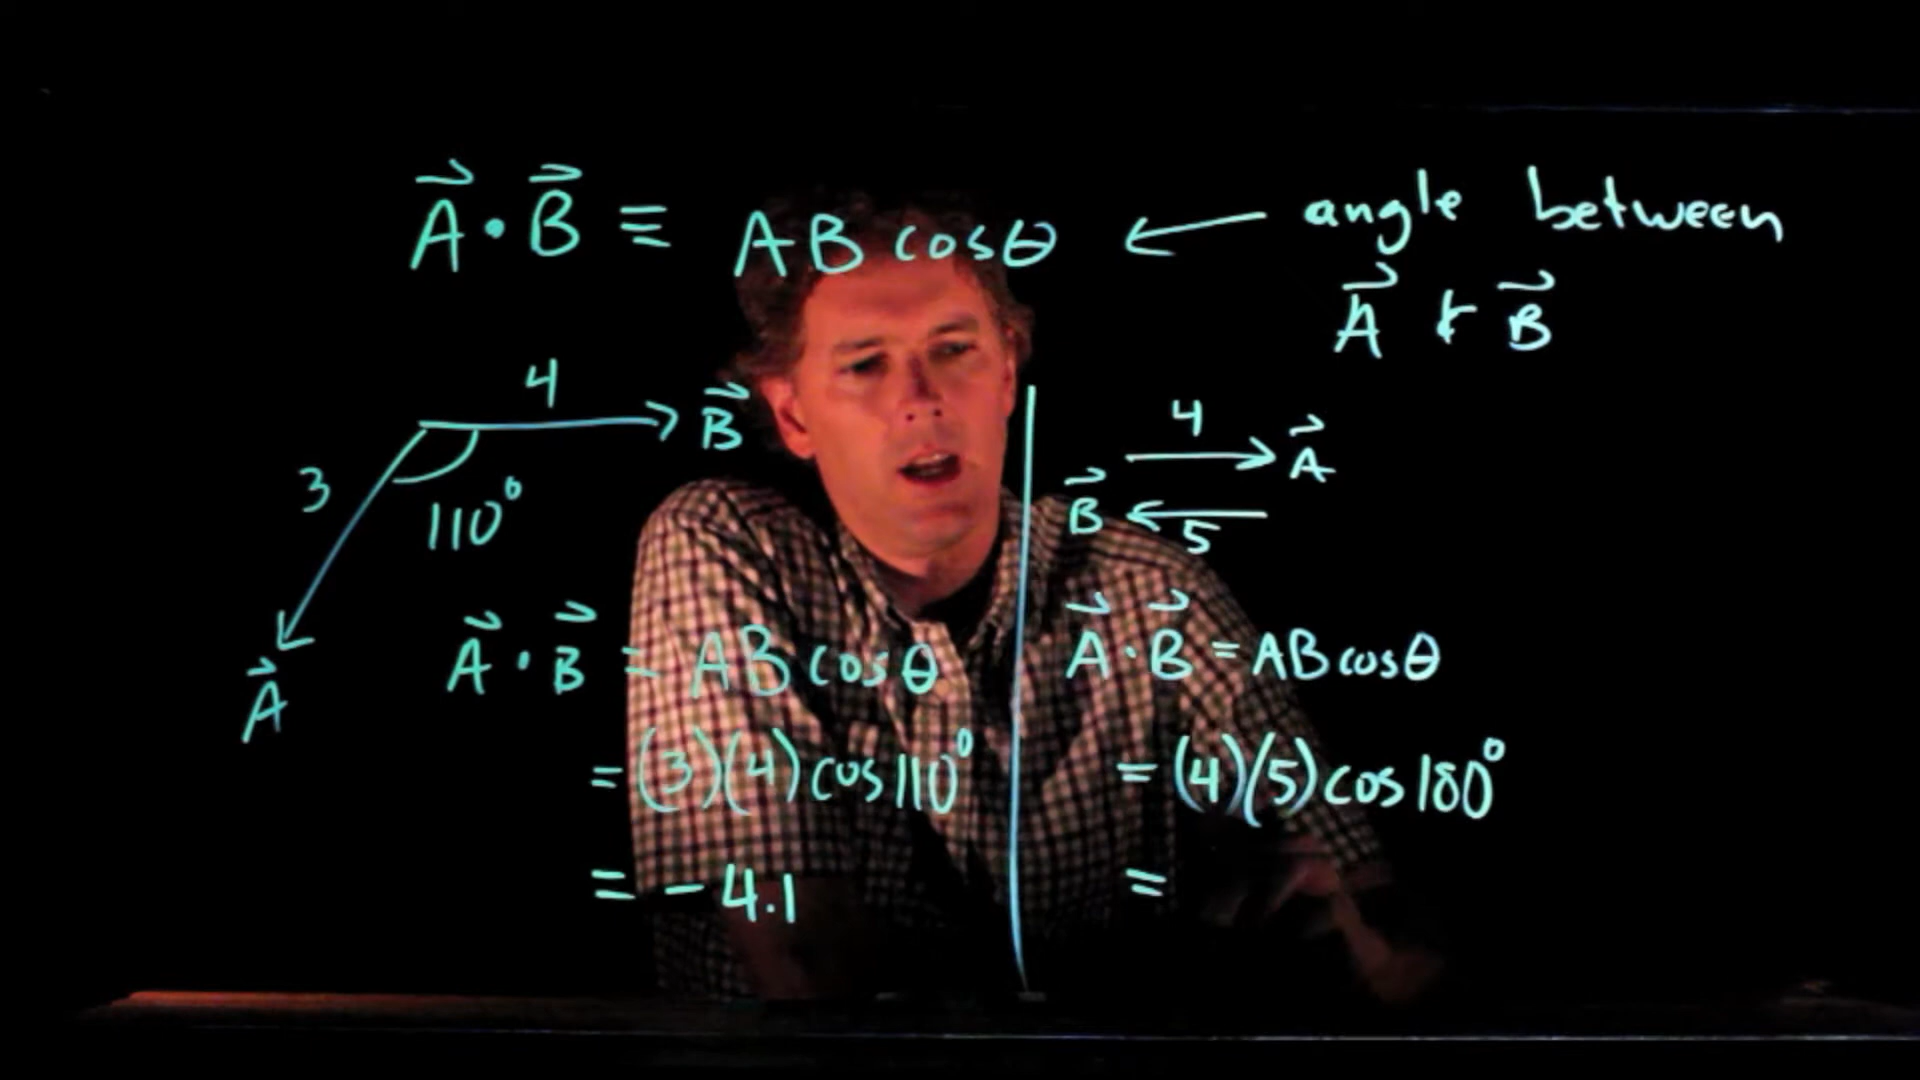 A⃗ · B⃗ ≡ AB cosθ ← angle between
A⃗ & B⃗
4
B⃗
3
110°
A⃗
A⃗ · B⃗ = AB cosθ
= (3)(4) cos 110°
= -4.1
4
A⃗
B⃗
5
A⃗ · B⃗ = AB cosθ
= (4)(5) cos 180°
=